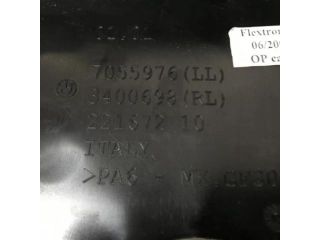 Flextron
06/20
OP ca
7055976(LL)
3400698(RL)
221672 10
ITALY
>PA6 -